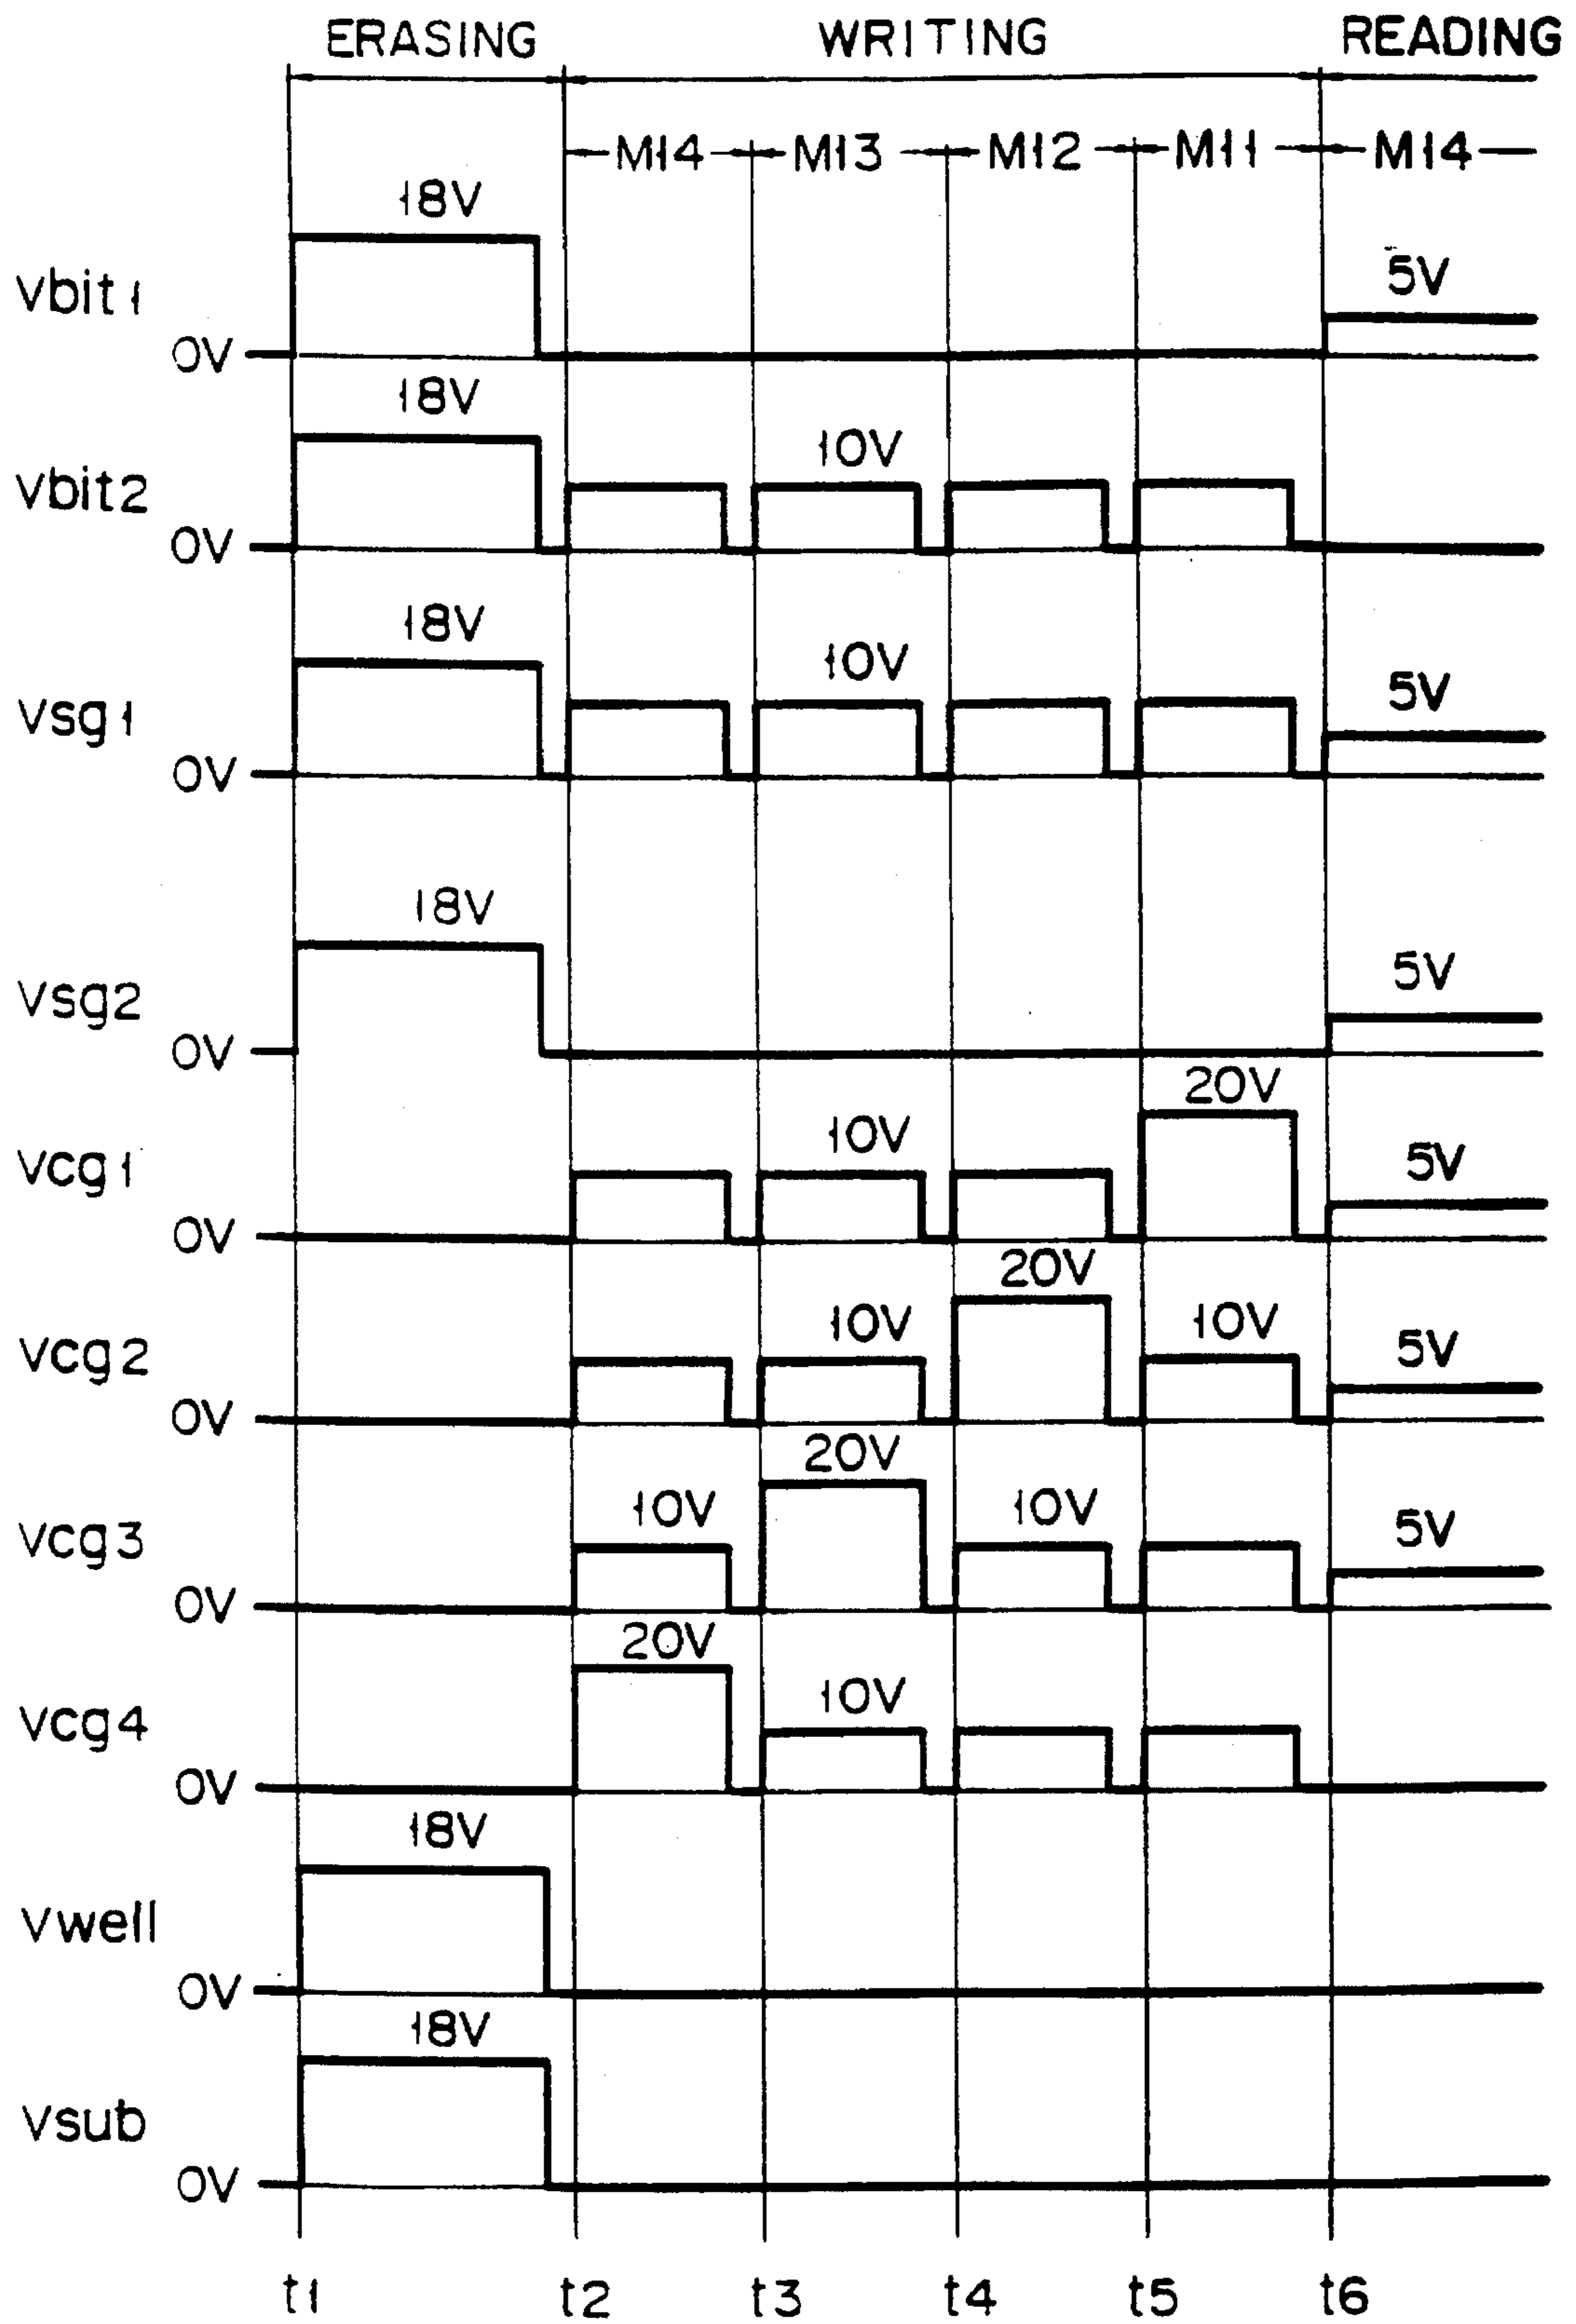 ERASING WRITING READING
M14 M13 M12 M11 M14
18V
Vbit1 5V
0V
18V
10V
Vbit2
0V
18V
10V
Vsg1 5V
0V
18V
Vsg2 5V
0V
20V
10V
Vcg1 5V
0V
20V
10V 10V
Vcg2 5V
0V
20V
10V 10V
Vcg3 5V
0V
20V
10V
Vcg4
0V
18V
Vwell
0V
18V
Vsub
0V
t1 t2 t3 t4 t5 t6